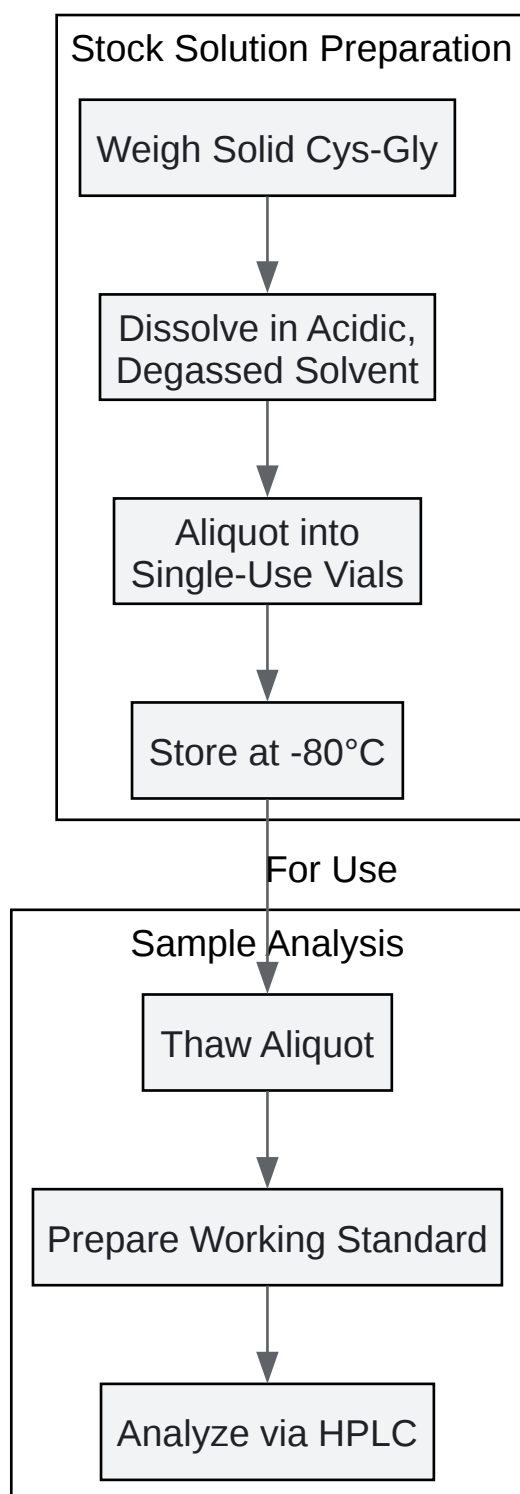 Stock Solution Preparation
Weigh Solid Cys-Gly
Dissolve in Acidic,
Degassed Solvent
Aliquot into
Single-Use Vials
Store at -80°C
For Use
Sample Analysis
Thaw Aliquot
Prepare Working Standard
Analyze via HPLC